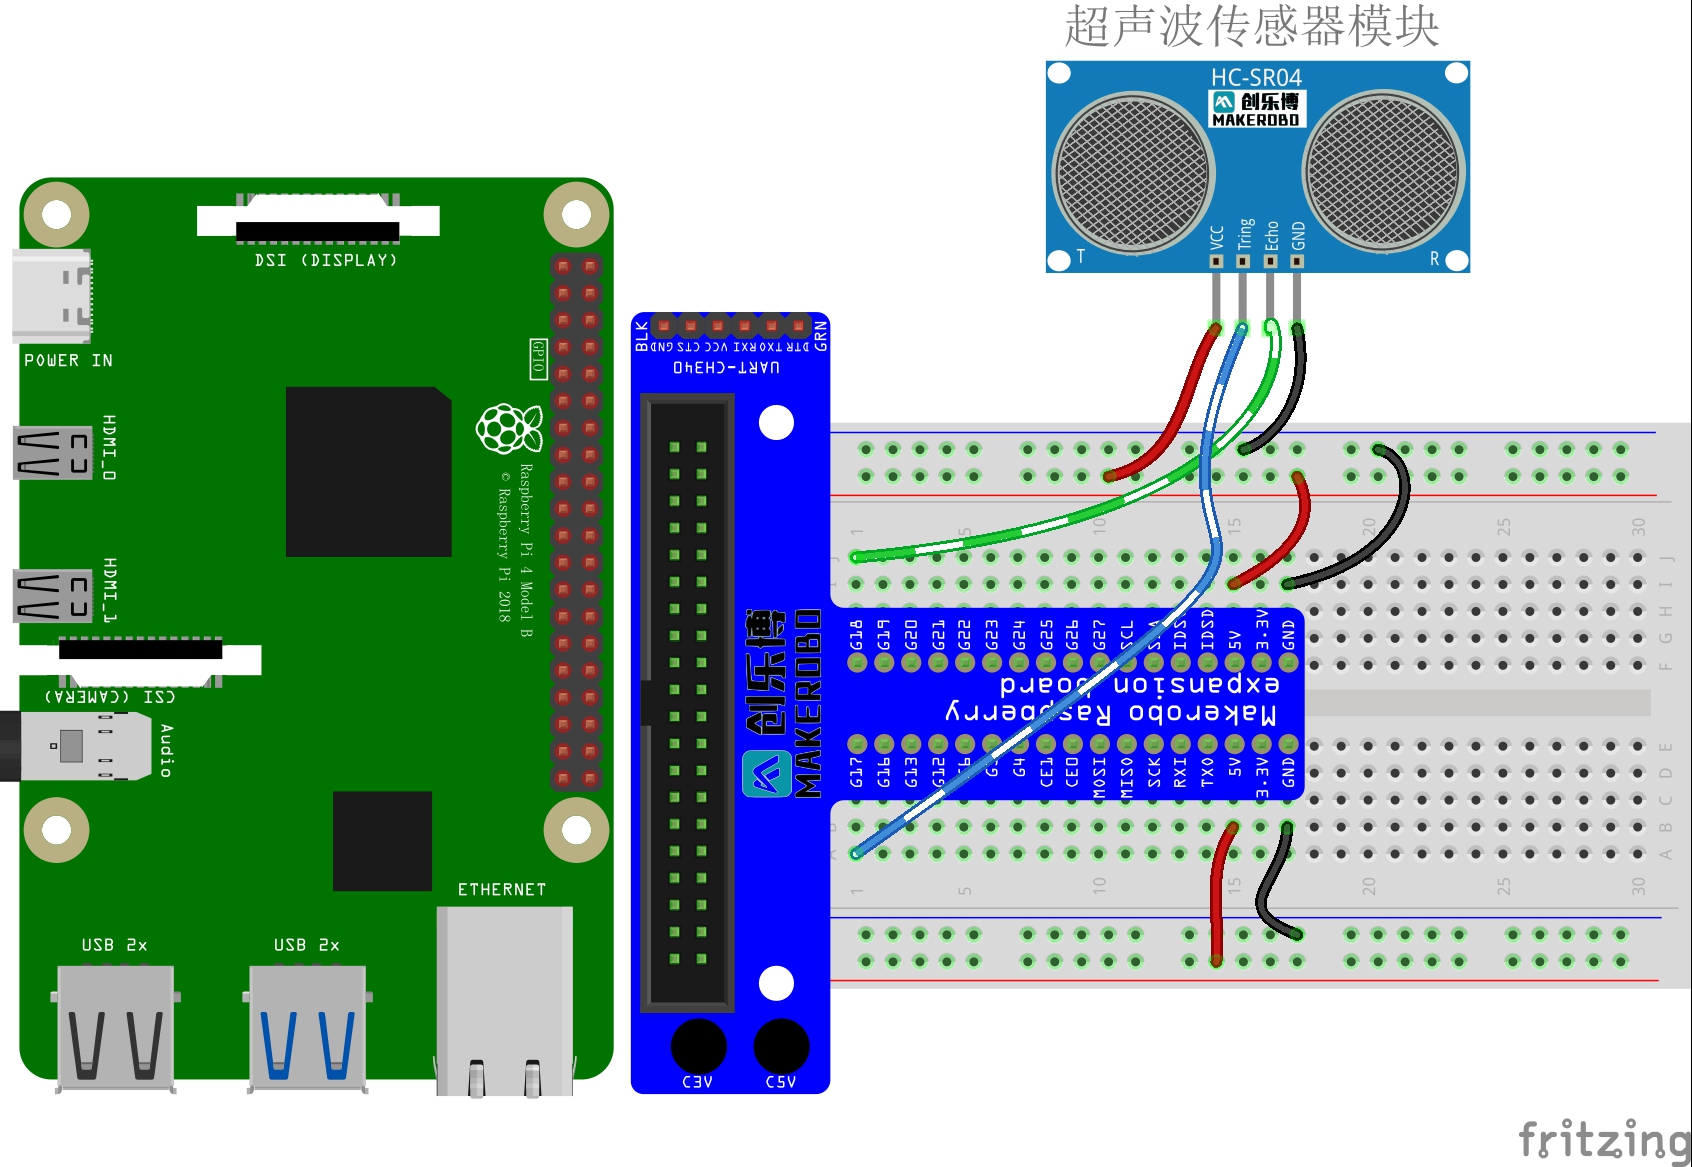 超声波传感器模块
HC-SR04
创乐博
MAKEROBO
VCC
Tring
Echo
GND
T
R
DSI (DISPLAY)
POWER IN
HDMI_0
HDMI_1
CSI (CAMERA)
Audio
GPIO
Raspberry Pi 4 Model B
© Raspberry Pi 2018
ETHERNET
USB 2x
USB 2x
BLK
GRN
GND CTS VCC RXI TXO DTR
UART-CH340
创乐博
MAKEROBO
C3V
C5V
1 5 10 15 20 25 30
J
I
H
G
F
G18 G19 G20 G21 G22 G23 G24 G25 G26 G27 SCL IDSD 5V 3.3V GND
Makerobo Raspberry
expansion board
G17 G16 G13 G12 CE1 CE0 MOSI MISO SCK RXI TXO 5V 3.3V GND
E
D
C
B
A
1 5 10 15 20 25 30
fritzing